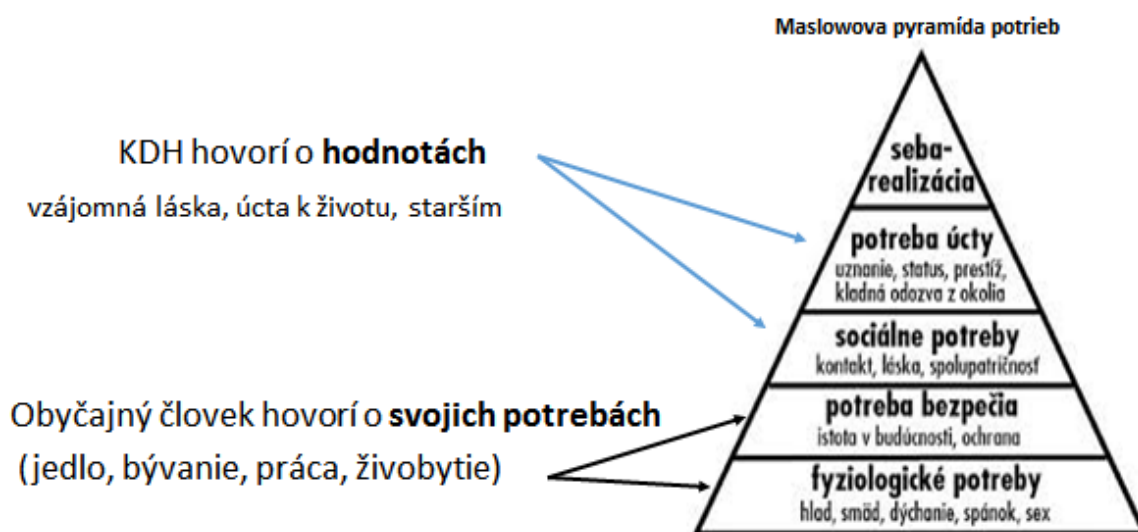 Maslowova pyramída potrieb
KDH hovorí o hodnotách
vzájomná láska, úcta k životu, starším
Obyčajný človek hovorí o svojich potrebách
(jedlo, bývanie, práca, živobytie)
seba-
realizácia
potreba úcty
uznanie, status, prestíž,
kladná odozva z okolia
sociálne potreby
kontakt, léska, spolupatričnosť
potreba bezpečia
istota v budúcnosti, ochrana
fyziologické potreby
hlad, smäd, dýchanie, spánok, sex